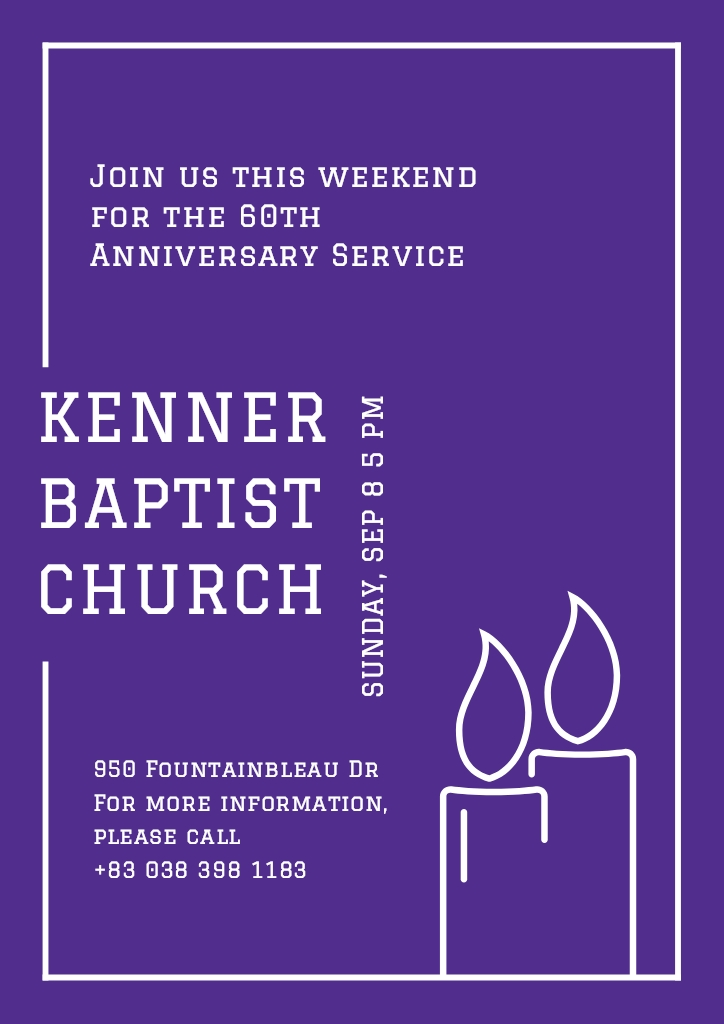 Join us this weekend
for the 60th
Anniversary Service
KENNER
BAPTIST
CHURCH
SUNDAY, SEP 8 5 PM
950 Fountainbleau Dr
For more information,
please call
+83 038 398 1183